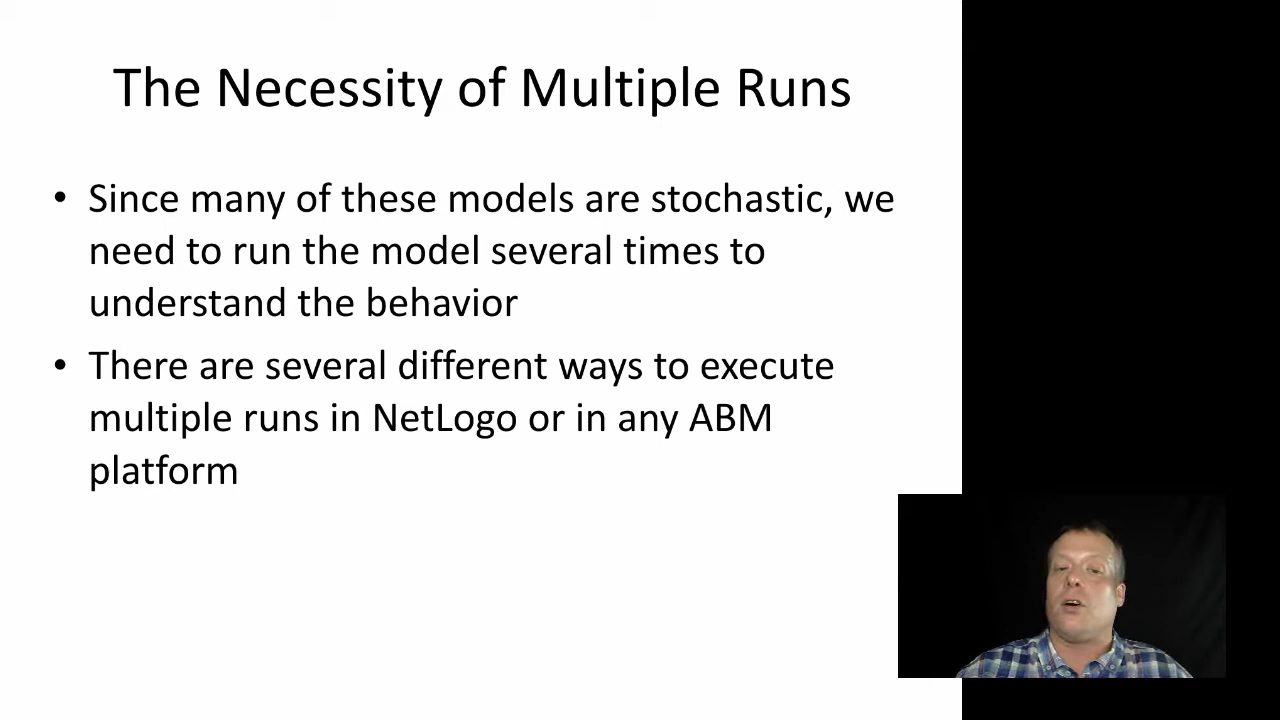 The Necessity of Multiple Runs
• Since many of these models are stochastic, we
need to run the model several times to
understand the behavior
• There are several different ways to execute
multiple runs in NetLogo or in any ABM
platform